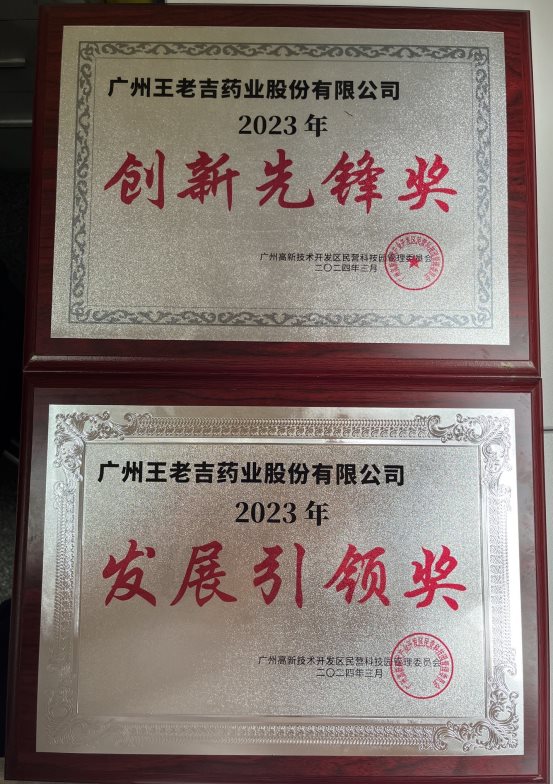 广州王老吉药业股份有限公司
2023年
创新先锋奖
广州高新技术开发区民营科技园管理委员会
二〇二四年三月
广州王老吉药业股份有限公司
2023年
发展引领奖
广州高新技术开发区民营科技园管理委员会
二〇二四年三月